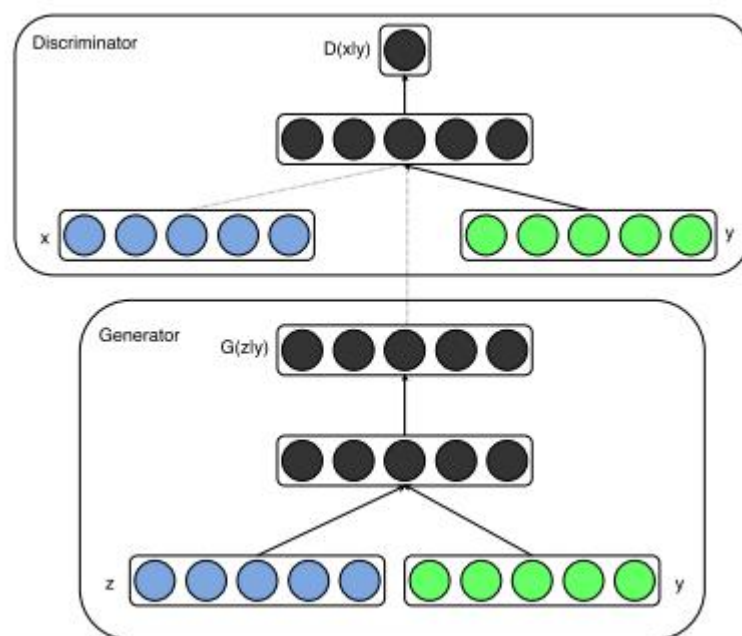 Discriminator
D(x|y)
x
y
Generator
G(z|y)
z
y